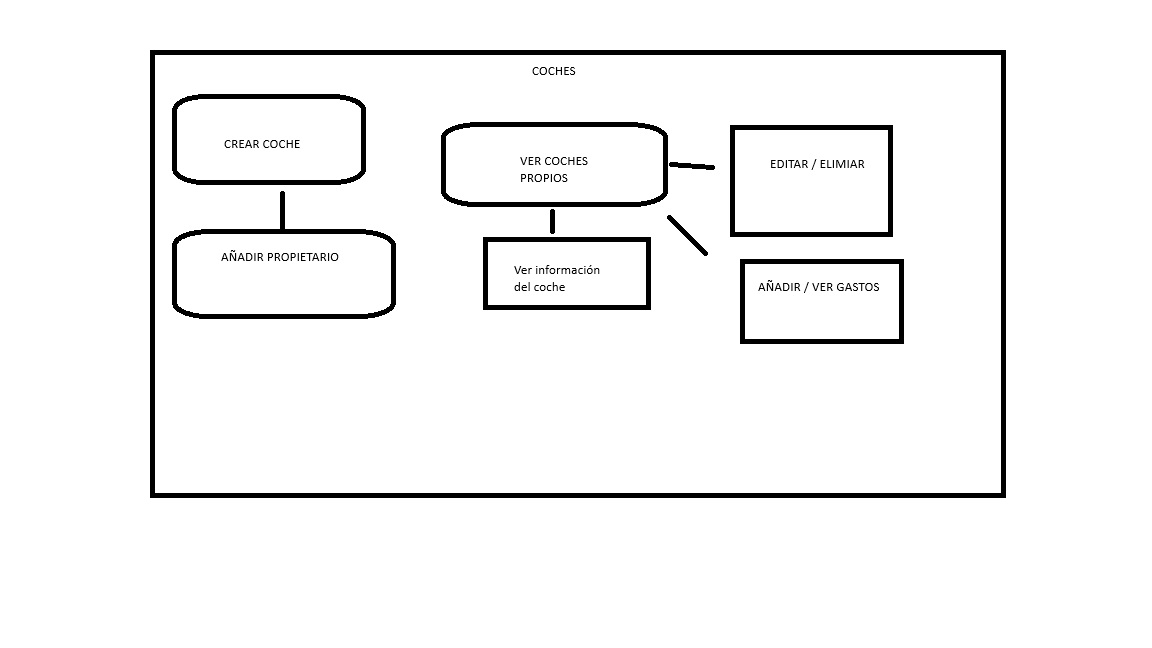 COCHES
CREAR COCHE
AÑADIR PROPIETARIO
VER COCHES
PROPIOS
Ver información
del coche
EDITAR / ELIMIAR
AÑADIR / VER GASTOS